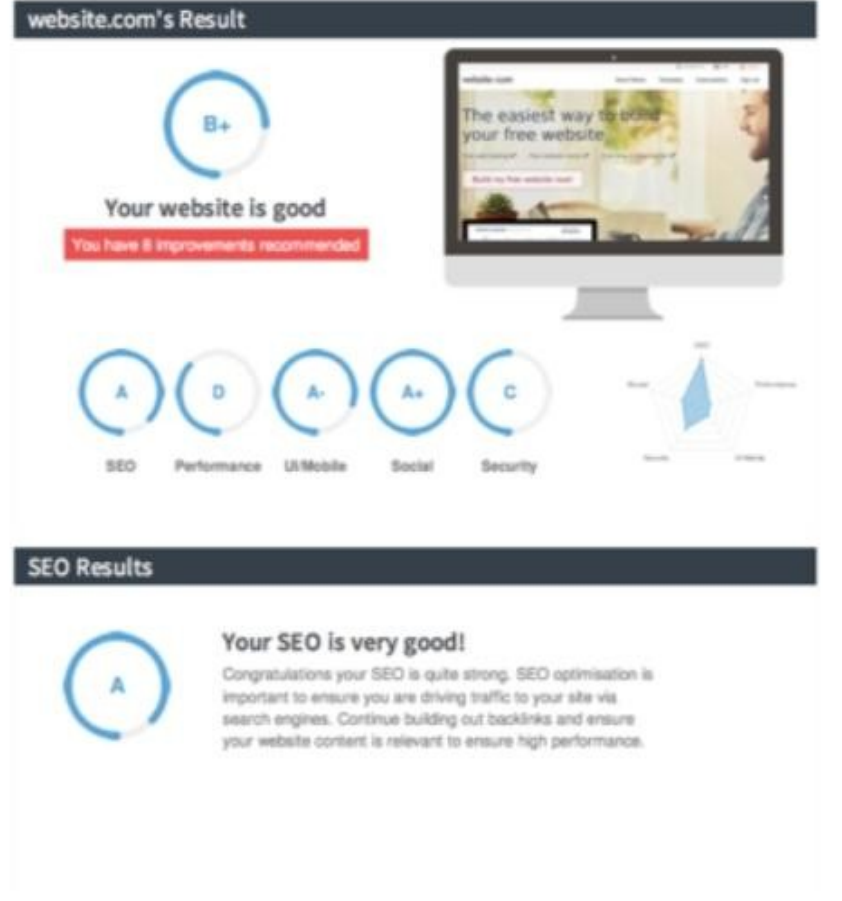 website.com's Result
B+
Your website is good
You have 8 improvements recommended
website.com
The easiest way to build
your free website
Build my free website now!
A
D
A-
A+
C
SEO
Performance
UI/Mobile
Social
Security
SEO Results
A
Your SEO is very good!
Congratulations your SEO is quite strong. SEO optimisation is
important to ensure you are driving traffic to your site via
search engines. Continue building out backlinks and ensure
your website content is relevant to ensure high performance.